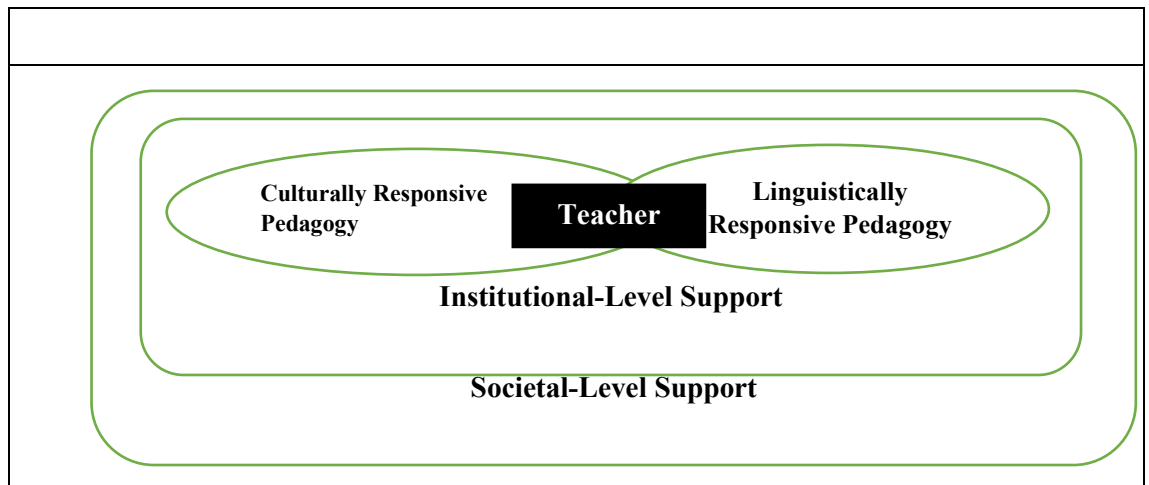 Culturally Responsive
Pedagogy
Teacher
Linguistically
Responsive Pedagogy
Institutional-Level Support
Societal-Level Support